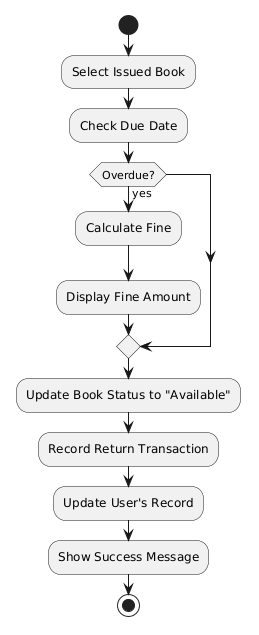 Select Issued Book
Check Due Date
Overdue?
yes
Calculate Fine
Display Fine Amount
Update Book Status to "Available"
Record Return Transaction
Update User's Record
Show Success Message